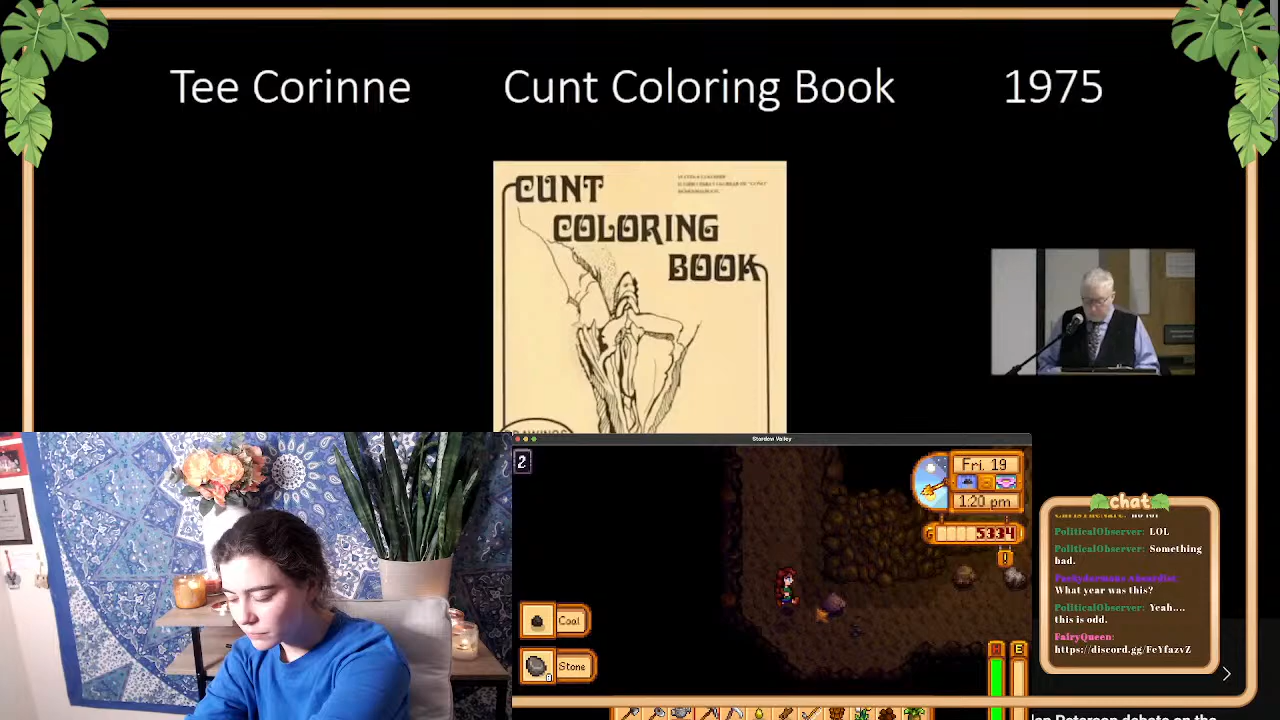 Tee Corinne Cunt Coloring Book 1975
CUNT
COLORING
BOOK
Stardew Valley
2
Fri. 19
1:20 pm
G 5334
!
Coal
Stone
H E
chat
PoliticalObserver: LOL
PoliticalObserver: Something
bad.
What year was this?
PoliticalObserver: Yeah....
this is odd.
FairyQueen:
https://discord.gg/FeYfazvZ